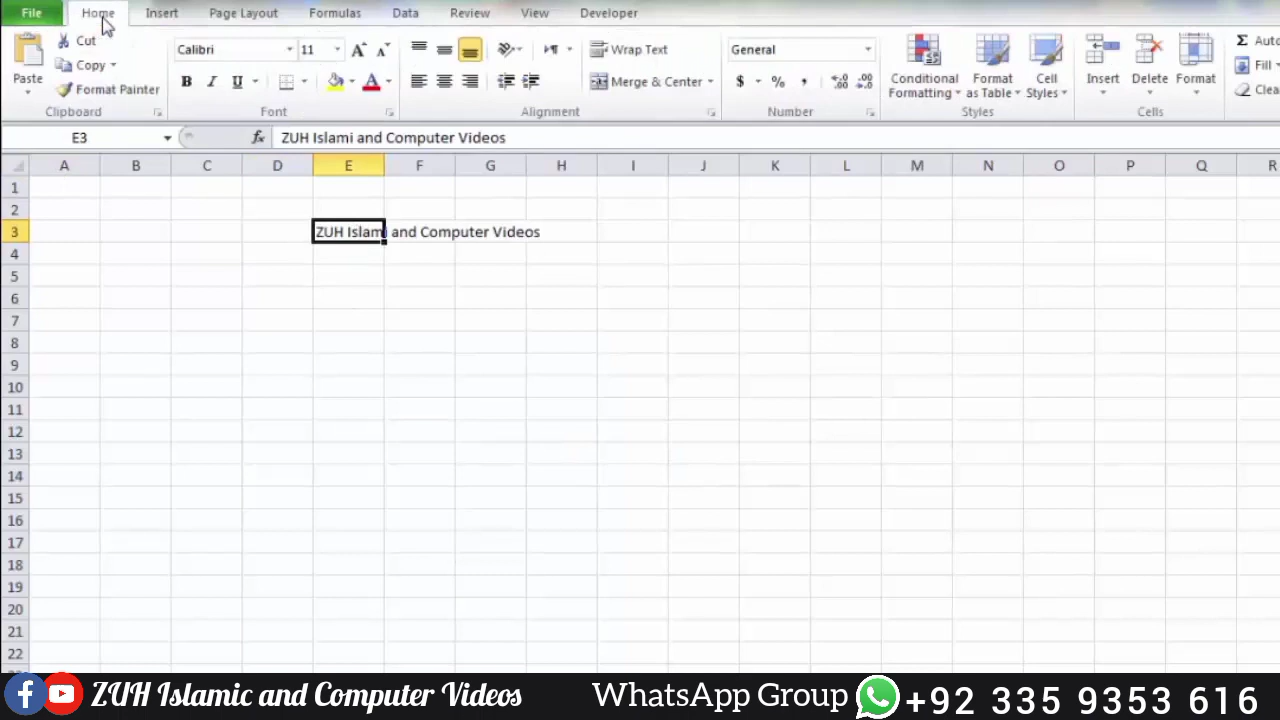 File Home Insert Page Layout Formulas Data Review View Developer
Cut
Calibri 11 Wrap Text General
Copy
Paste Conditional Formatting Format as Table Cell Styles Insert Delete Format
Σ Auto
Fill
Clea
Format Painter B I U Merge & Center $ % ,
Clipboard Font Alignment Number Styles Cells
E3 fx ZUH Islami and Computer Videos
A B C D E F G H I J K L M N O P Q R
1
2
3 ZUH Islami and Computer Videos
4
5
6
7
8
9
10
11
12
13
14
15
16
17
18
19
20
21
22
ZUH Islamic and Computer Videos WhatsApp Group +92 335 9353 616